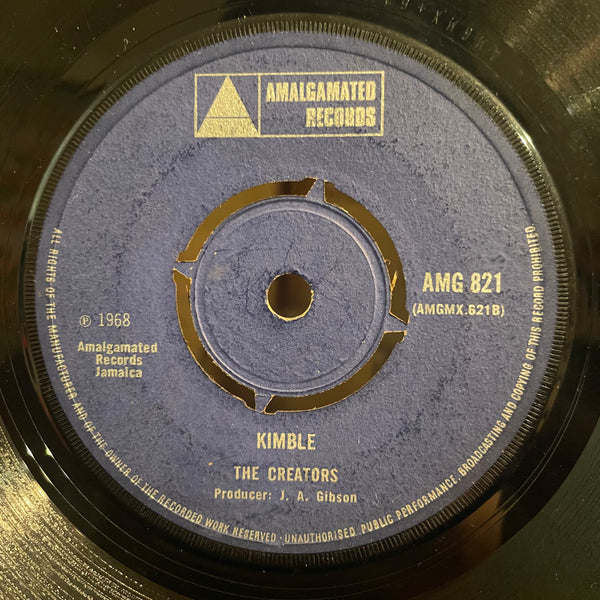 AMALGAMATED
RECORDS
AMG 821
(AMGMX.621B)
℗ 1968
Amalgamated
Records
Jamaica
KIMBLE
THE CREATORS
Producer: J. A. Gibson
ALL RIGHTS OF THE MANUFACTURER AND OF THE OWNER OF THE RECORDED WORK RESERVED · UNAUTHORISED PUBLIC PERFORMANCE, BROADCASTING AND COPYING OF THIS RECORD PROHIBITED